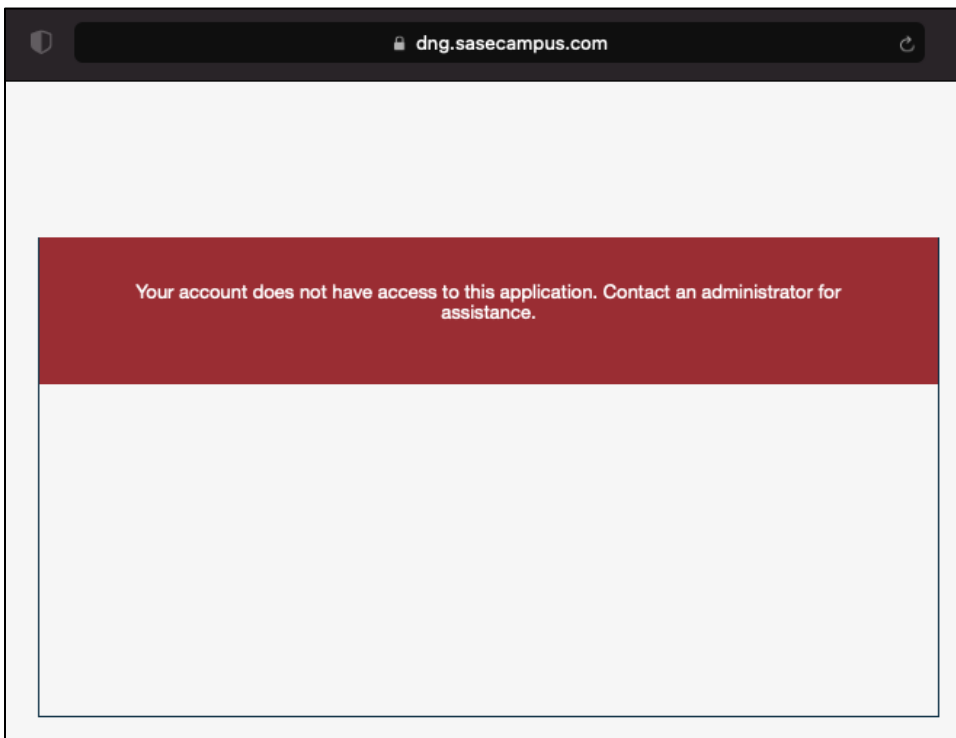 dng.sasecampus.com
Your account does not have access to this application. Contact an administrator for
assistance.